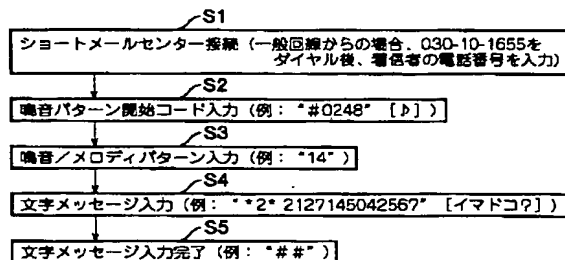 S1
ショートメールセンター接続（一般回線からの場合、030-10-1655を
ダイヤル後、着信者の電話番号を入力）
S2
鳴音パターン開始コード入力（例："#0248"［♪］）
S3
鳴音／メロディパターン入力（例："14"）
S4
文字メッセージ入力（例："*2* 2127145042567"［イマドコ?］）
S5
文字メッセージ入力完了（例："##"）